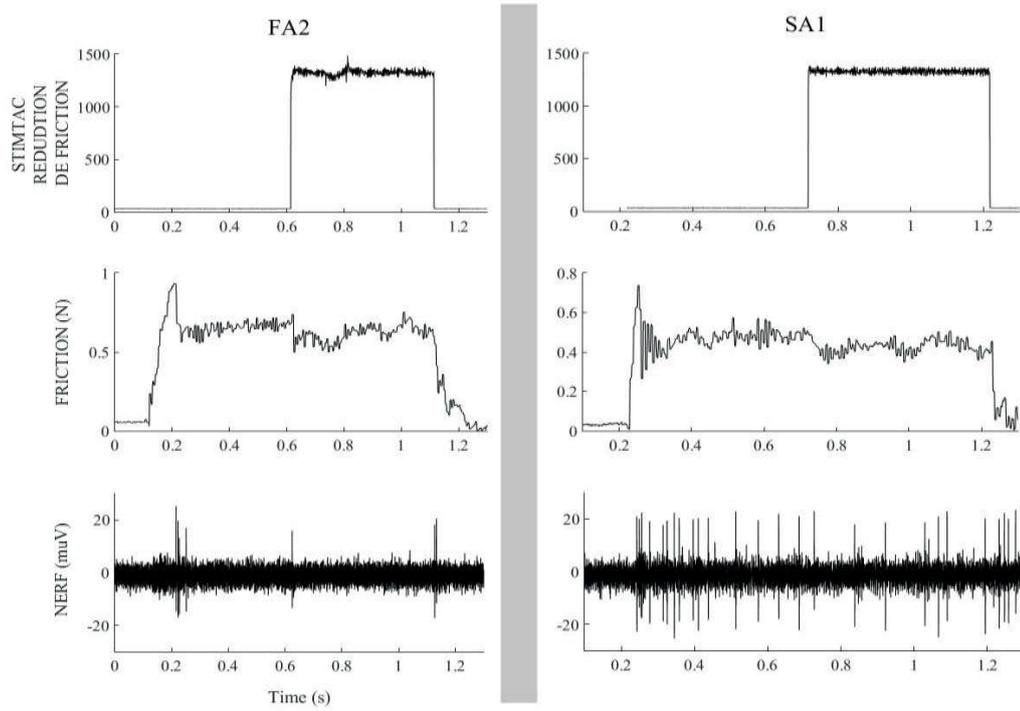 FA2
SA1
STIMTAC
REDUDTION
DE FRICTION
1500
1000
500
0
0 0.2 0.4 0.6 0.8 1 1.2
1500
1000
500
0
0.2 0.4 0.6 0.8 1 1.2
FRICTION (N)
1
0.5
0
0 0.2 0.4 0.6 0.8 1 1.2
0.8
0.6
0.4
0.2
0
0.2 0.4 0.6 0.8 1 1.2
NERF (muV)
20
0
-20
0 0.2 0.4 0.6 0.8 1 1.2
20
0
-20
0.2 0.4 0.6 0.8 1 1.2
Time (s)